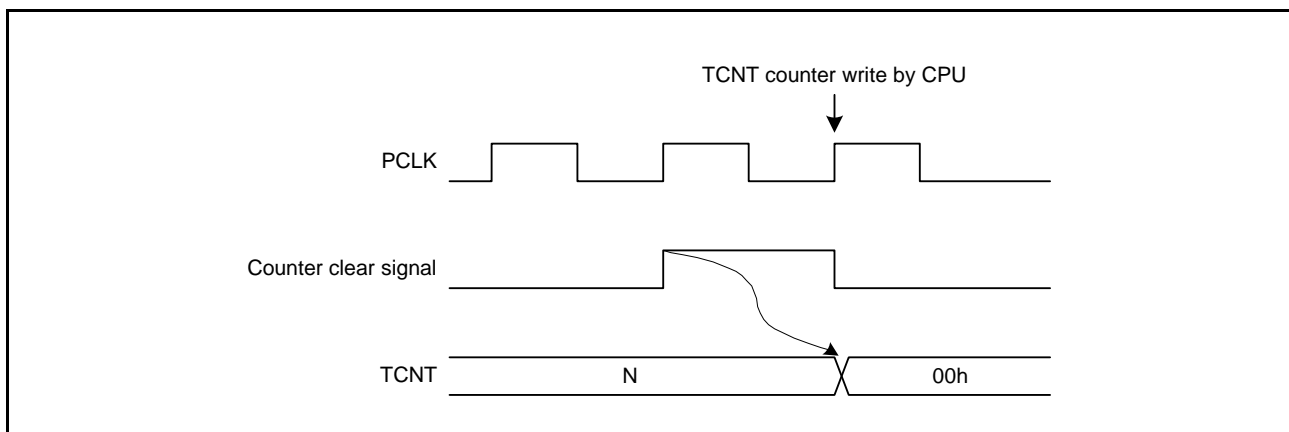 TCNT counter write by CPU
PCLK
Counter clear signal
TCNT
N
00h